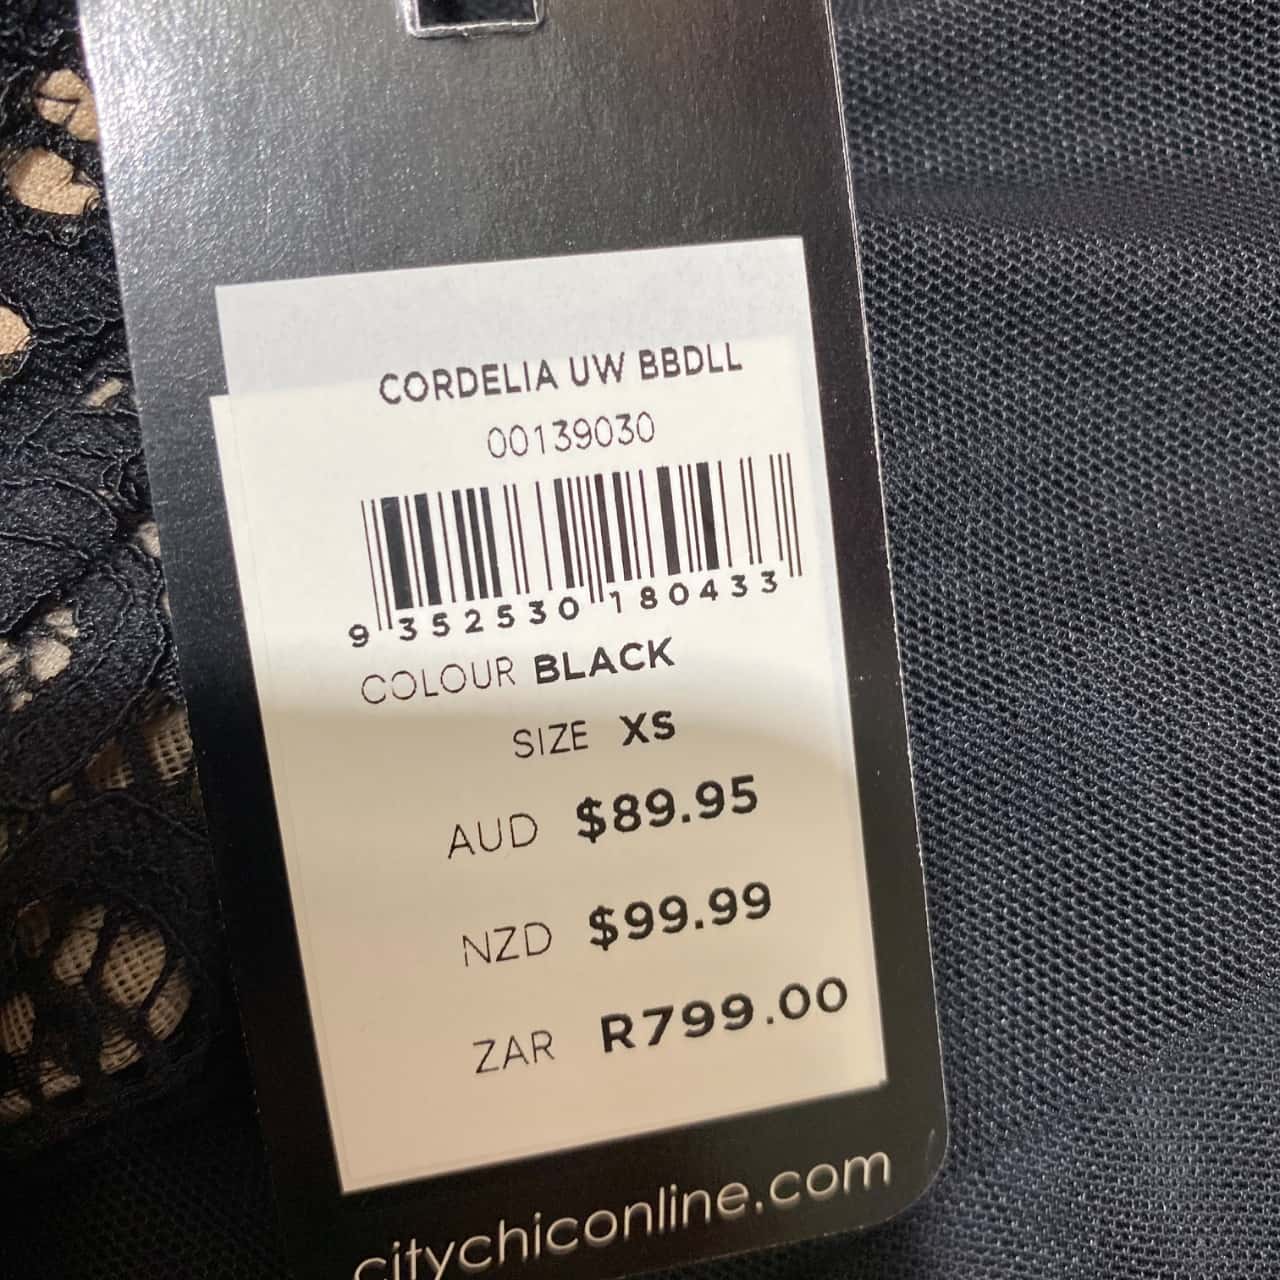 CORDELIA UW BBDLL
00139030
9 352530 180433
COLOUR BLACK
SIZE XS
AUD $89.95
NZD $99.99
ZAR R799.00
citychiconline.com